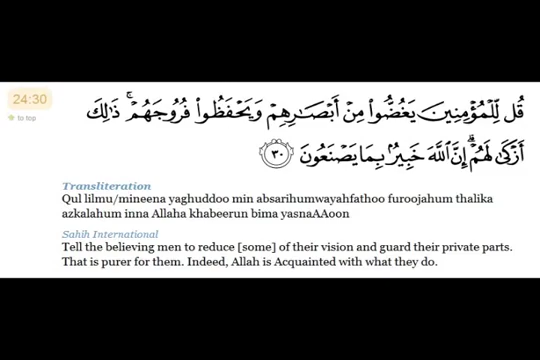 24:30
to top
قُل لِّلْمُؤْمِنِينَ يَغُضُّوا۟ مِنْ أَبْصَـٰرِهِمْ وَيَحْفَظُوا۟ فُرُوجَهُمْ ۚ ذَٰلِكَ
أَزْكَىٰ لَهُمْ ۗ إِنَّ ٱللَّهَ خَبِيرٌۢ بِمَا يَصْنَعُونَ ٣٠
Transliteration
Qul lilmu/mineena yaghuddoo min absarihumwayahfathoo furoojahum thalika
azkalahum inna Allaha khabeerun bima yasnaAAoon
Sahih International
Tell the believing men to reduce [some] of their vision and guard their private parts.
That is purer for them. Indeed, Allah is Acquainted with what they do.